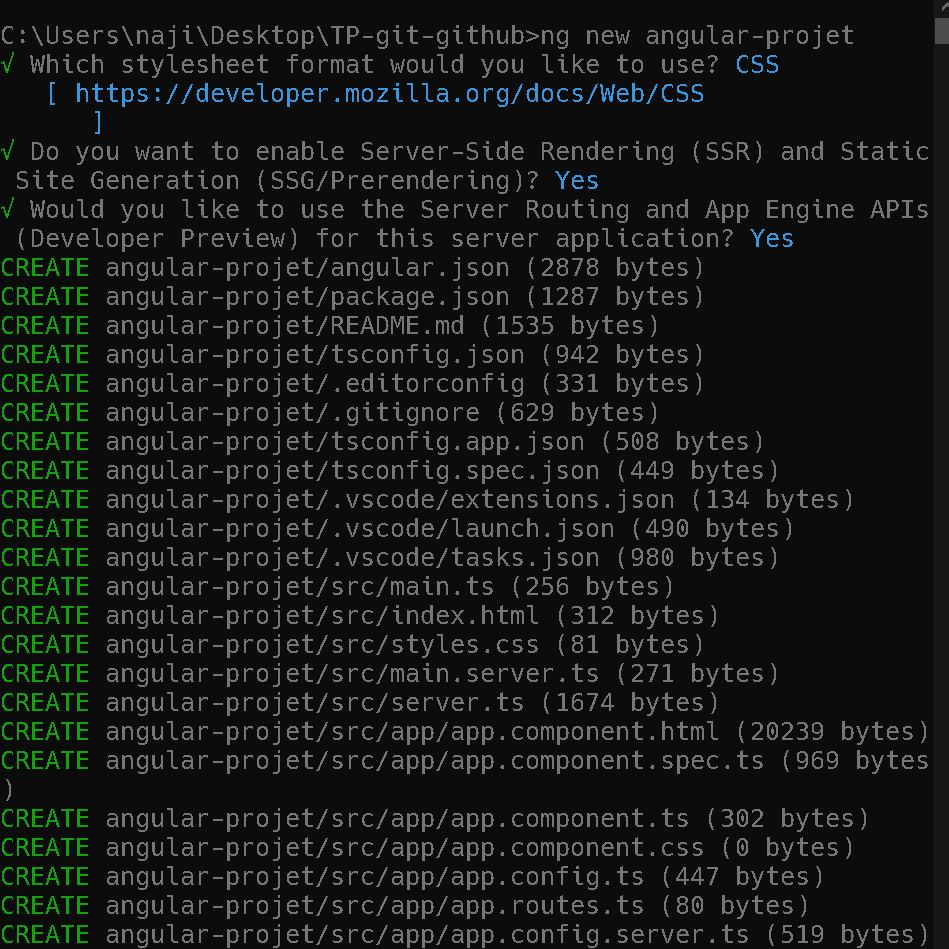 C:\Users\naji\Desktop\TP-git-github>ng new angular-projet
√ Which stylesheet format would you like to use? CSS
[ https://developer.mozilla.org/docs/Web/CSS
]
√ Do you want to enable Server-Side Rendering (SSR) and Static
Site Generation (SSG/Prerendering)? Yes
√ Would you like to use the Server Routing and App Engine APIs
(Developer Preview) for this server application? Yes
CREATE angular-projet/angular.json (2878 bytes)
CREATE angular-projet/package.json (1287 bytes)
CREATE angular-projet/README.md (1535 bytes)
CREATE angular-projet/tsconfig.json (942 bytes)
CREATE angular-projet/.editorconfig (331 bytes)
CREATE angular-projet/.gitignore (629 bytes)
CREATE angular-projet/tsconfig.app.json (508 bytes)
CREATE angular-projet/tsconfig.spec.json (449 bytes)
CREATE angular-projet/.vscode/extensions.json (134 bytes)
CREATE angular-projet/.vscode/launch.json (490 bytes)
CREATE angular-projet/.vscode/tasks.json (980 bytes)
CREATE angular-projet/src/main.ts (256 bytes)
CREATE angular-projet/src/index.html (312 bytes)
CREATE angular-projet/src/styles.css (81 bytes)
CREATE angular-projet/src/main.server.ts (271 bytes)
CREATE angular-projet/src/server.ts (1674 bytes)
CREATE angular-projet/src/app/app.component.html (20239 bytes)
CREATE angular-projet/src/app/app.component.spec.ts (969 bytes
)
CREATE angular-projet/src/app/app.component.ts (302 bytes)
CREATE angular-projet/src/app/app.component.css (0 bytes)
CREATE angular-projet/src/app/app.config.ts (447 bytes)
CREATE angular-projet/src/app/app.routes.ts (80 bytes)
CREATE angular-projet/src/app/app.config.server.ts (519 bytes)